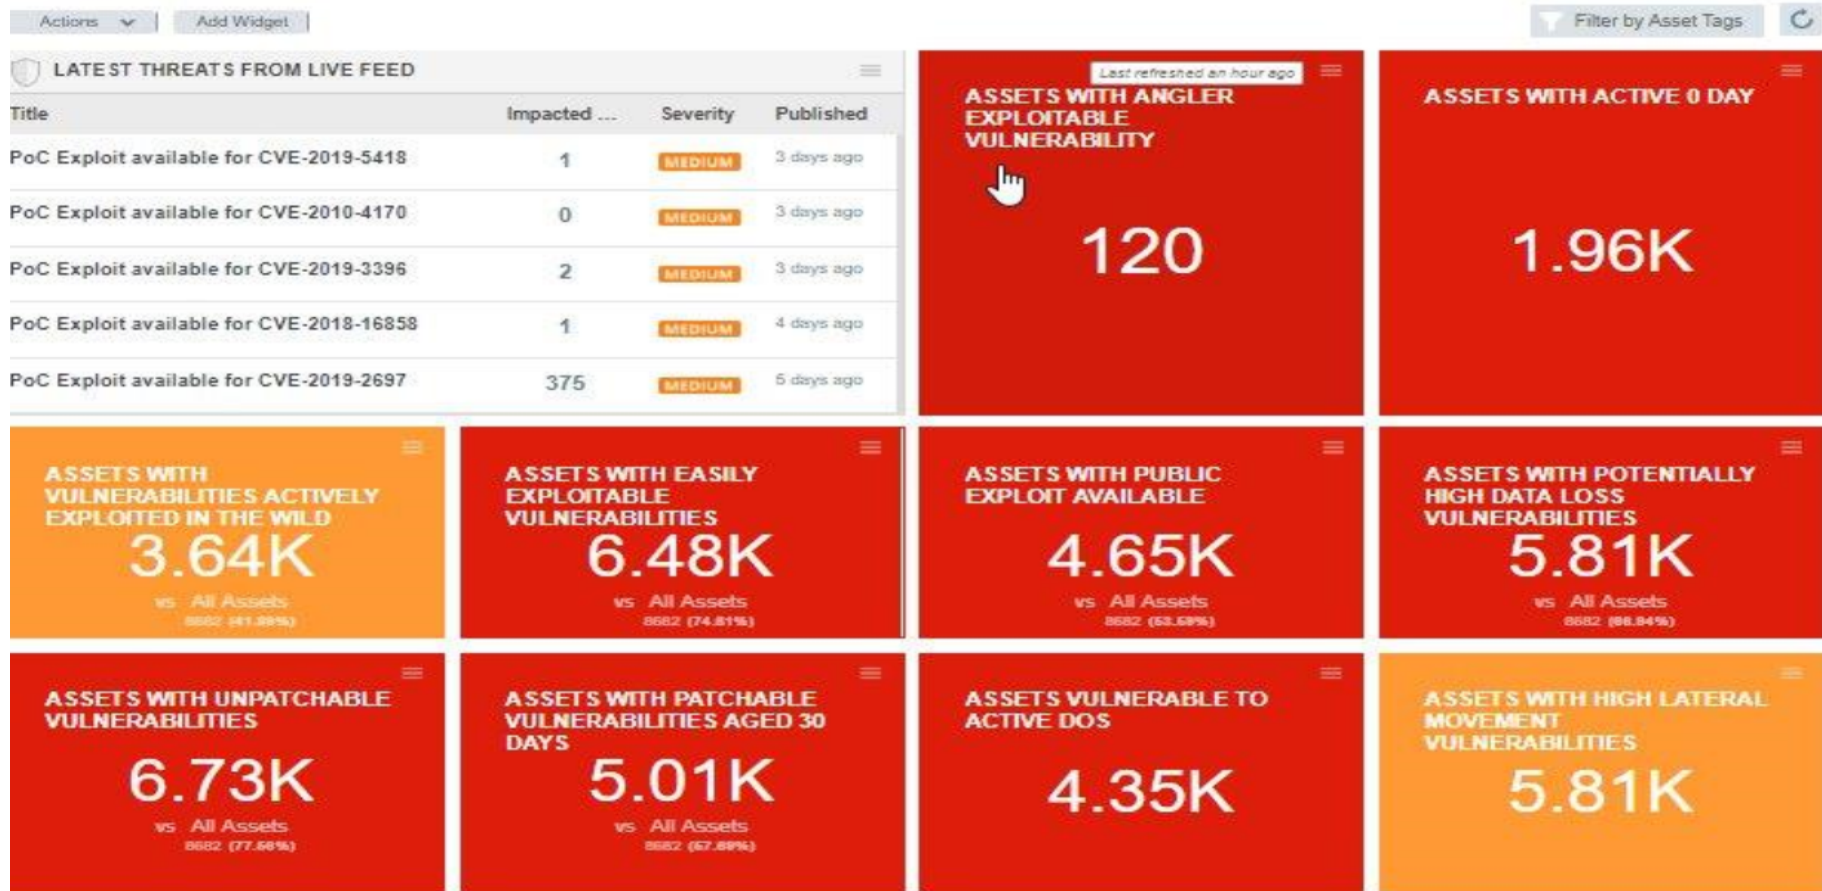 Actions
Add Widget
Filter by Asset Tags
LATEST THREATS FROM LIVE FEED
Title Impacted ... Severity Published
PoC Exploit available for CVE-2019-5418 1 MEDIUM 3 days ago
PoC Exploit available for CVE-2010-4170 0 MEDIUM 3 days ago
PoC Exploit available for CVE-2019-3396 2 MEDIUM 3 days ago
PoC Exploit available for CVE-2018-16858 1 MEDIUM 4 days ago
PoC Exploit available for CVE-2019-2697 375 MEDIUM 5 days ago
Last refreshed an hour ago
ASSETS WITH ANGLER
EXPLOITABLE
VULNERABILITY
120
ASSETS WITH ACTIVE 0 DAY
1.96K
ASSETS WITH
VULNERABILITIES ACTIVELY
EXPLOITED IN THE WILD
3.64K
vs All Assets
8682
ASSETS WITH EASILY
EXPLOITABLE
VULNERABILITIES
6.48K
vs All Assets
8682 (74.61%)
ASSETS WITH PUBLIC
EXPLOIT AVAILABLE
4.65K
vs All Assets
8682
ASSETS WITH POTENTIALLY
HIGH DATA LOSS
VULNERABILITIES
5.81K
vs All Assets
8682
ASSETS WITH UNPATCHABLE
VULNERABILITIES
6.73K
vs All Assets
8682
ASSETS WITH PATCHABLE
VULNERABILITIES AGED 30
DAYS
5.01K
vs All Assets
8682
ASSETS VULNERABLE TO
ACTIVE DOS
4.35K
ASSETS WITH HIGH LATERAL
MOVEMENT
VULNERABILITIES
5.81K